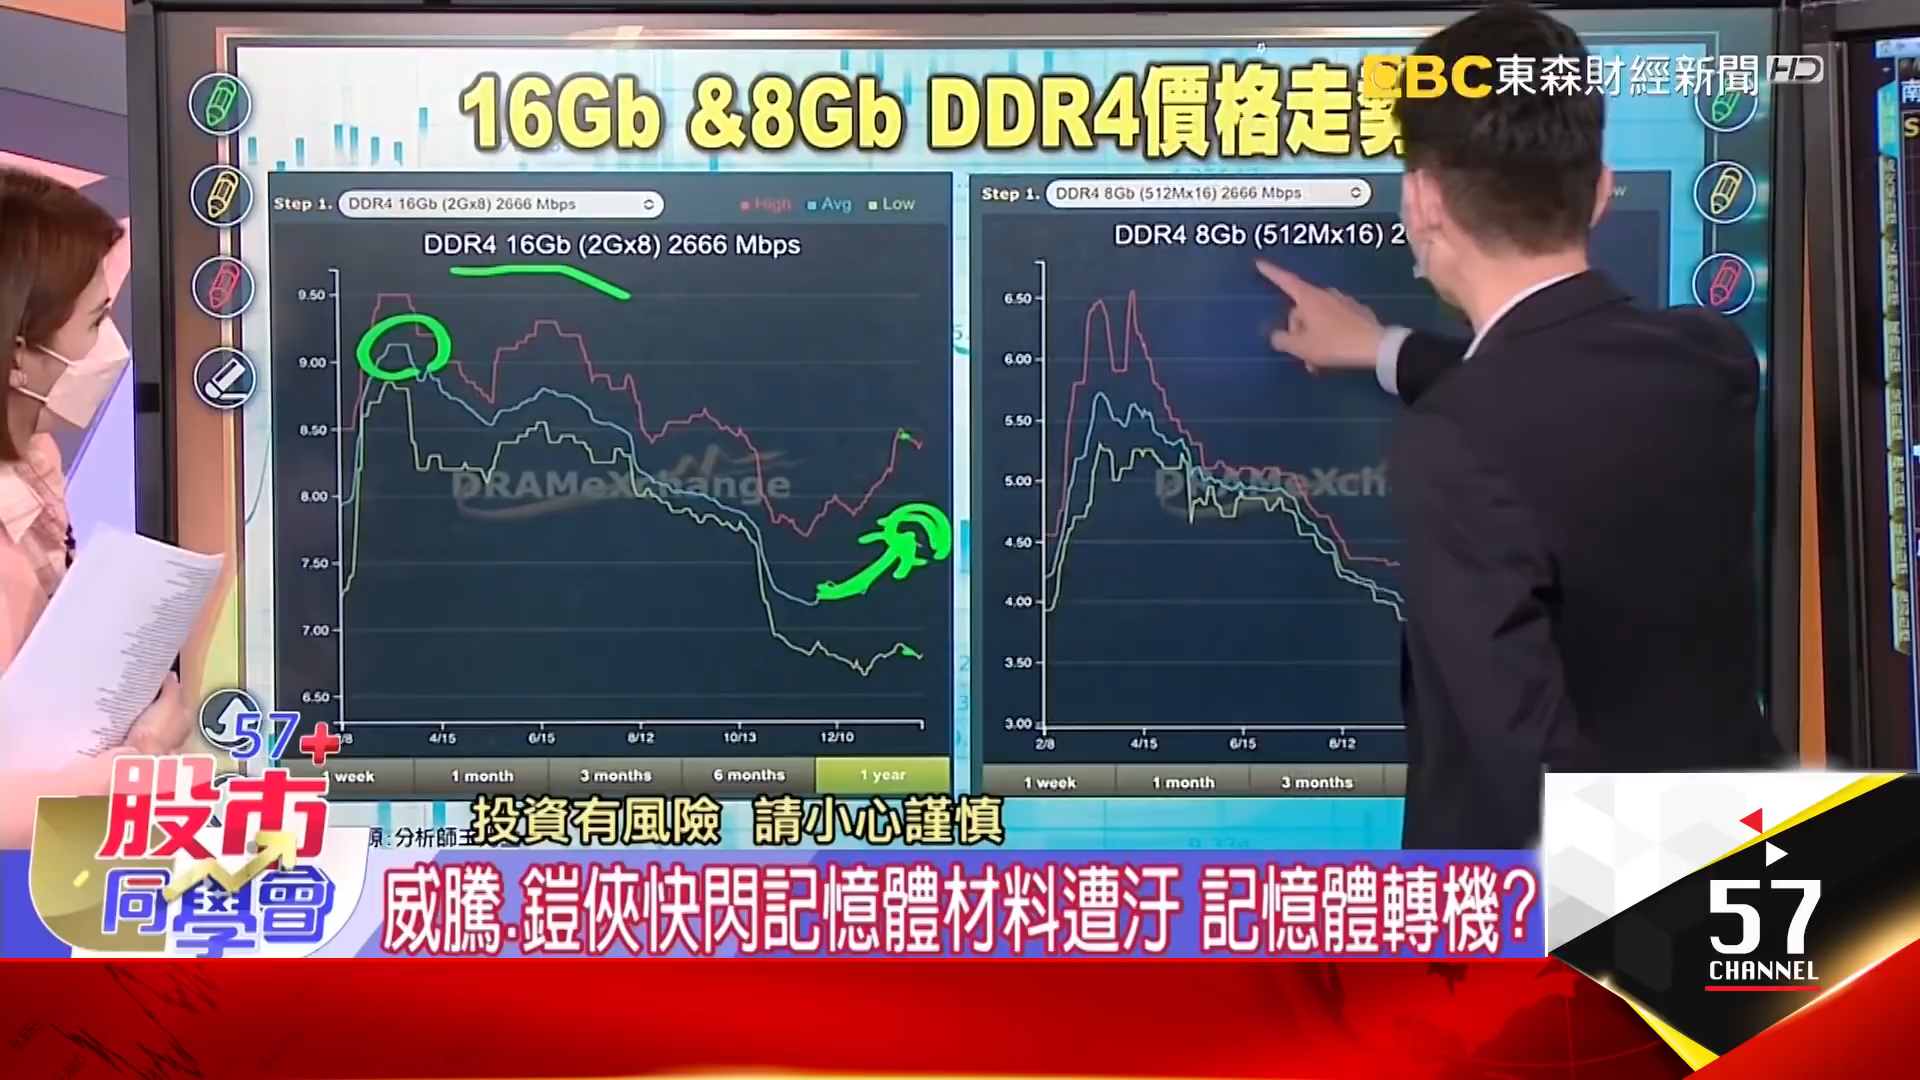 16Gb &8Gb DDR4價格走勢
EBC東森財經新聞HD
Step 1. DDR4 16Gb (2Gx8) 2666 Mbps
High Avg Low
DDR4 16Gb (2Gx8) 2666 Mbps
9.50
9.00
8.50
8.00
7.50
7.00
6.50
DRAMeXchange
4/15 6/15 8/12 10/13 12/10
1 week 1 month 3 months 6 months 1 year
Step 1. DDR4 8Gb (512Mx16) 2666 Mbps
DDR4 8Gb (512Mx16) 2
6.50
6.00
5.50
5.00
4.50
4.00
3.50
3.00
DRAMeXch
2/8 4/15 6/15 8/12
1 week 1 month 3 months
57+
股市
同學會
源:分析師
投資有風險 請小心謹慎
威騰.鎧俠快閃記憶體材料遭汙 記憶體轉機?
57
CHANNEL